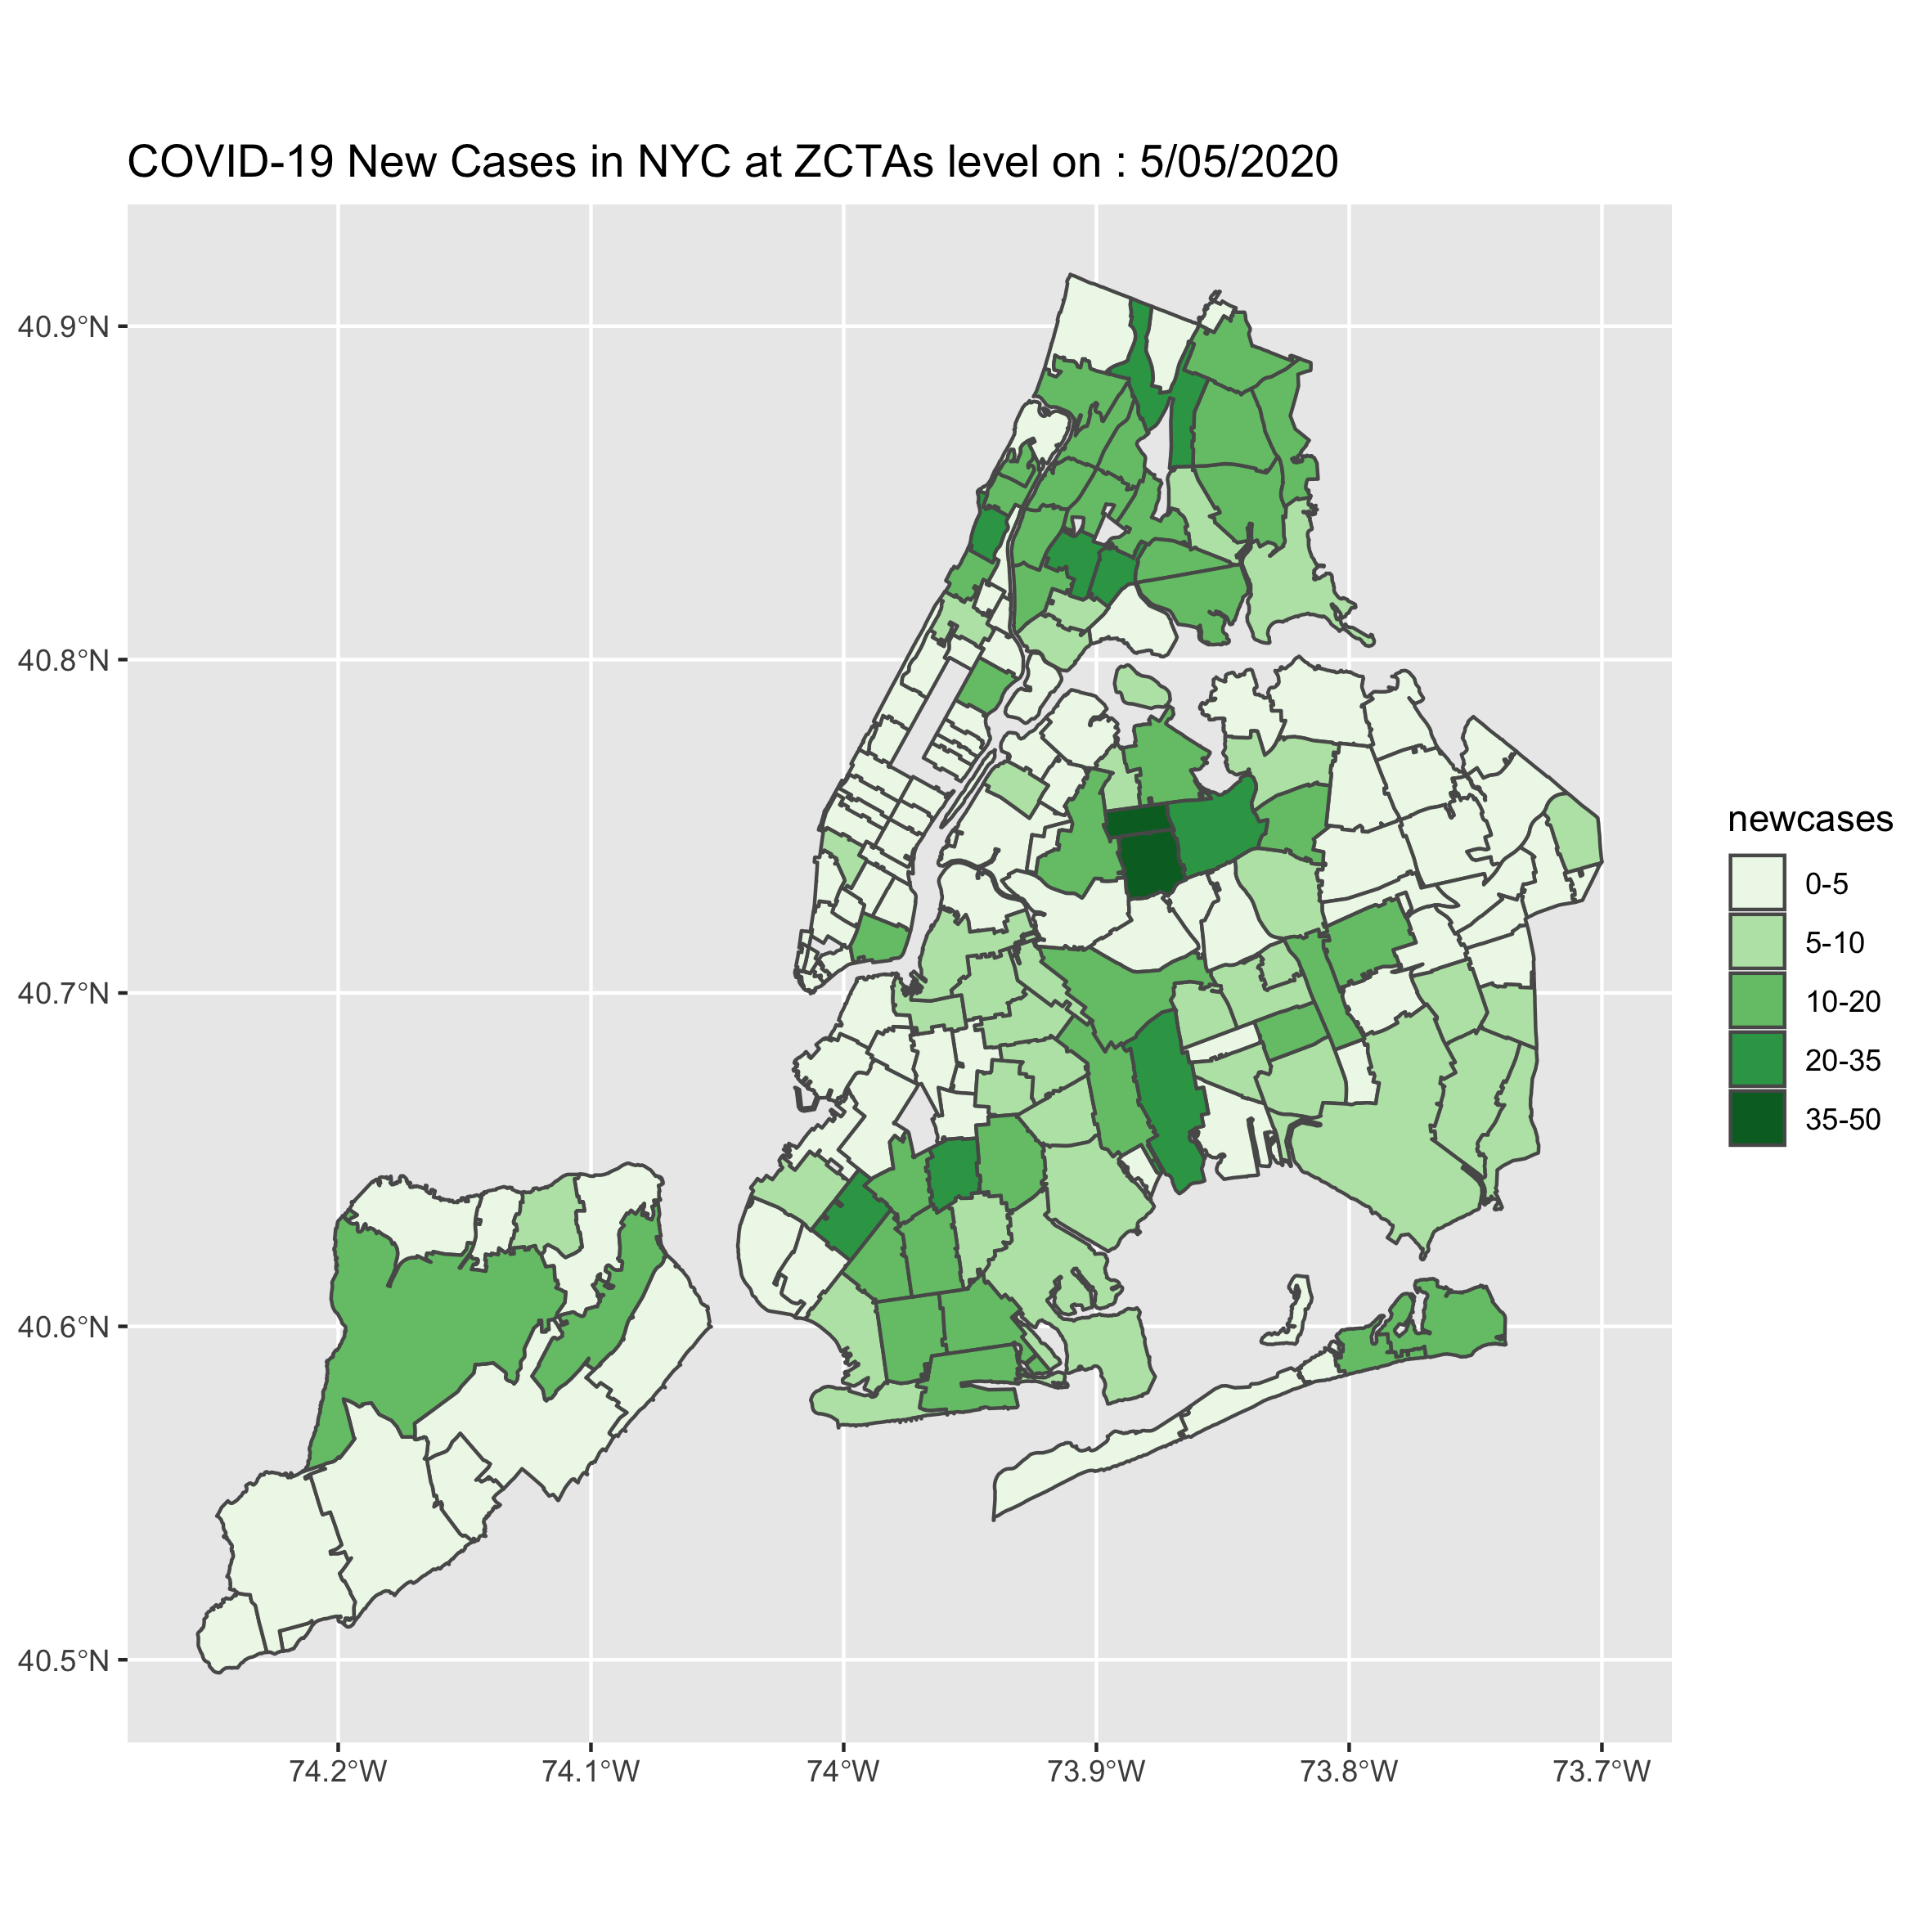 COVID-19 New Cases in NYC at ZCTAs level on : 5/05/2020
40.9°N
40.8°N
40.7°N
40.6°N
40.5°N
74.2°W
74.1°W
74°W
73.9°W
73.8°W
73.7°W
newcases
0-5
5-10
10-20
20-35
35-50